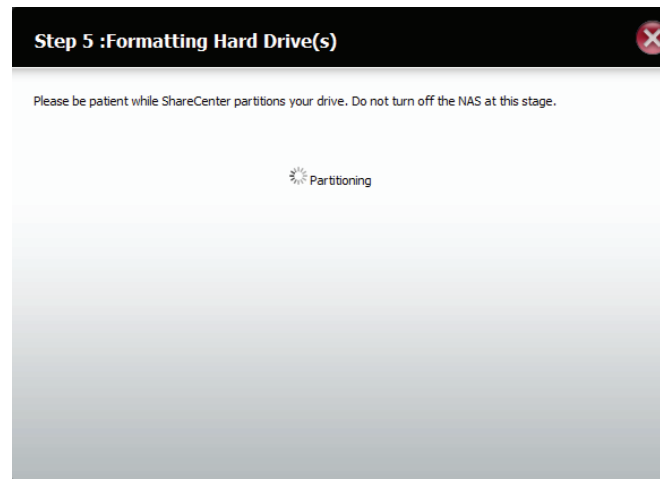 Step 5 :Formatting Hard Drive(s)
Please be patient while ShareCenter partitions your drive. Do not turn off the NAS at this stage.
Partitioning